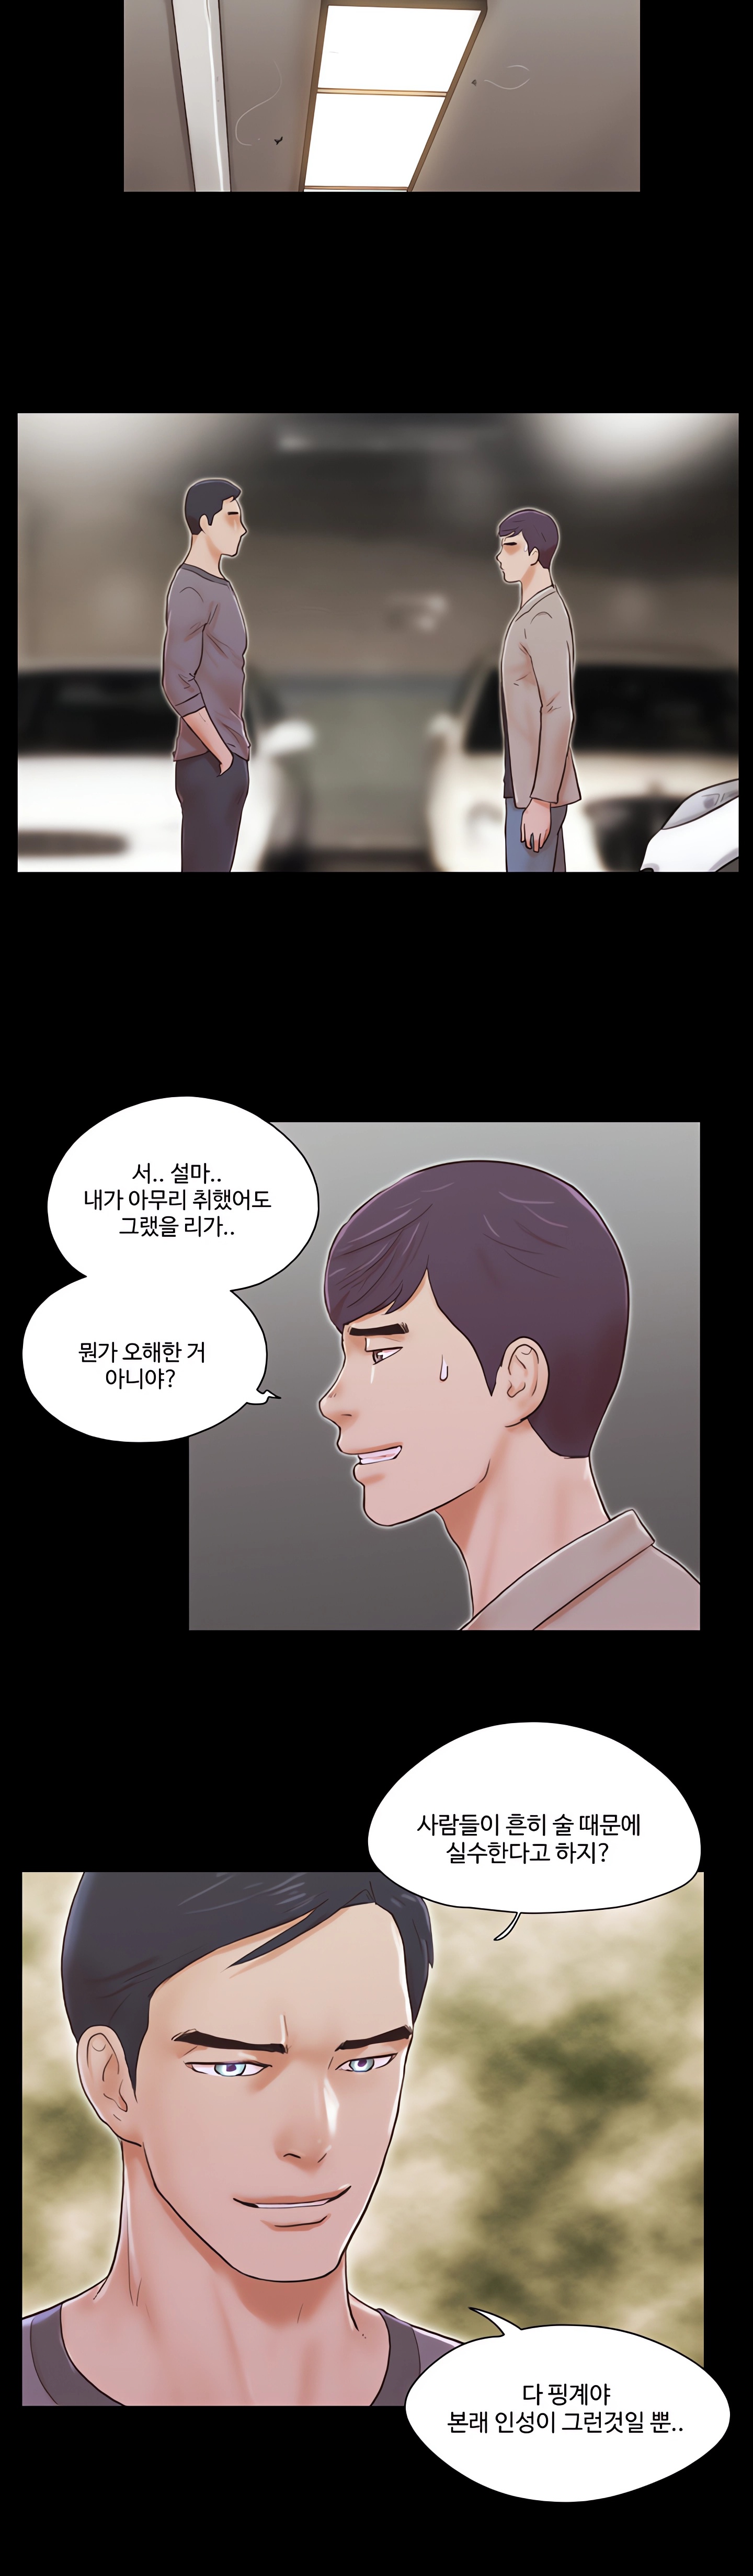 서.. 설마..
내가 아무리 취했어도
그랬을 리가..
뭔가 오해한 거
아니야?
사람들이 흔히 술 때문에
실수한다고 하지?
다 핑계야
본래 인성이 그런것일 뿐..